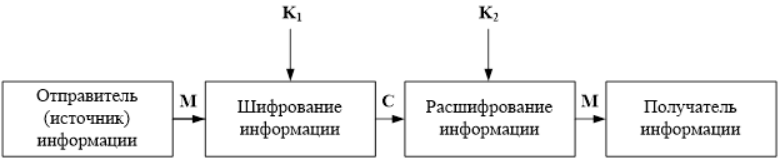 K1
K2
Отправитель
(источник)
информации
М
Шифрование
информации
С
Расшифрование
информации
М
Получатель
информации